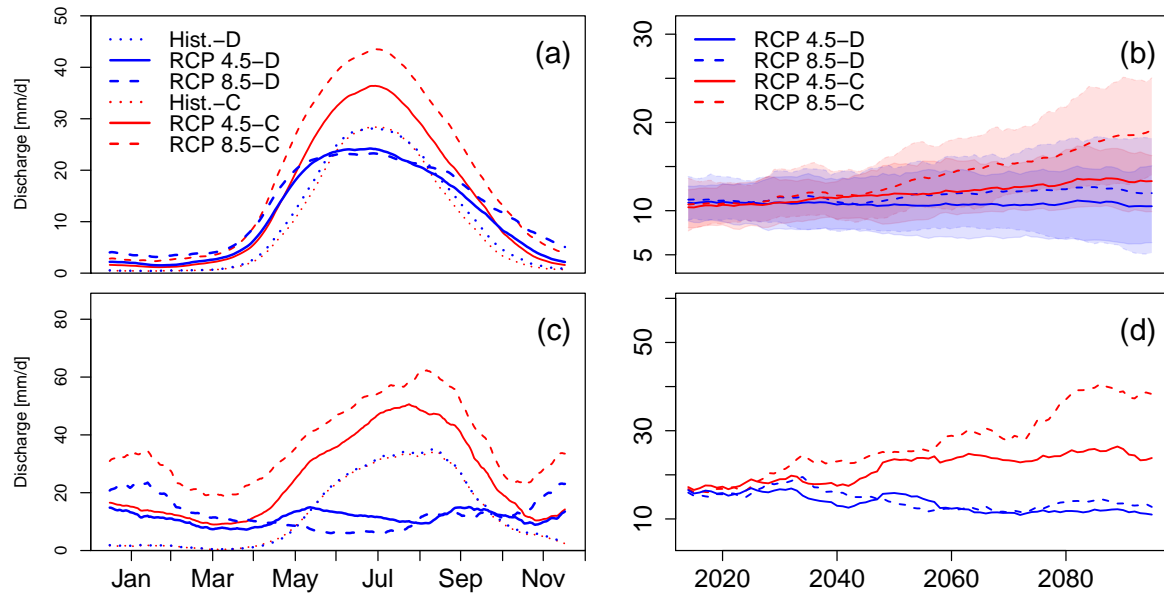 Discharge [mm/d]
50
40
30
20
10
0
Hist.−D
RCP 4.5−D
RCP 8.5−D
Hist.−C
RCP 4.5−C
RCP 8.5−C
(a)
30
20
10
5
RCP 4.5−D
RCP 8.5−D
RCP 4.5−C
RCP 8.5−C
(b)
Discharge [mm/d]
80
60
40
20
0
(c)
Jan Mar May Jul Sep Nov
50
30
10
(d)
2020 2040 2060 2080